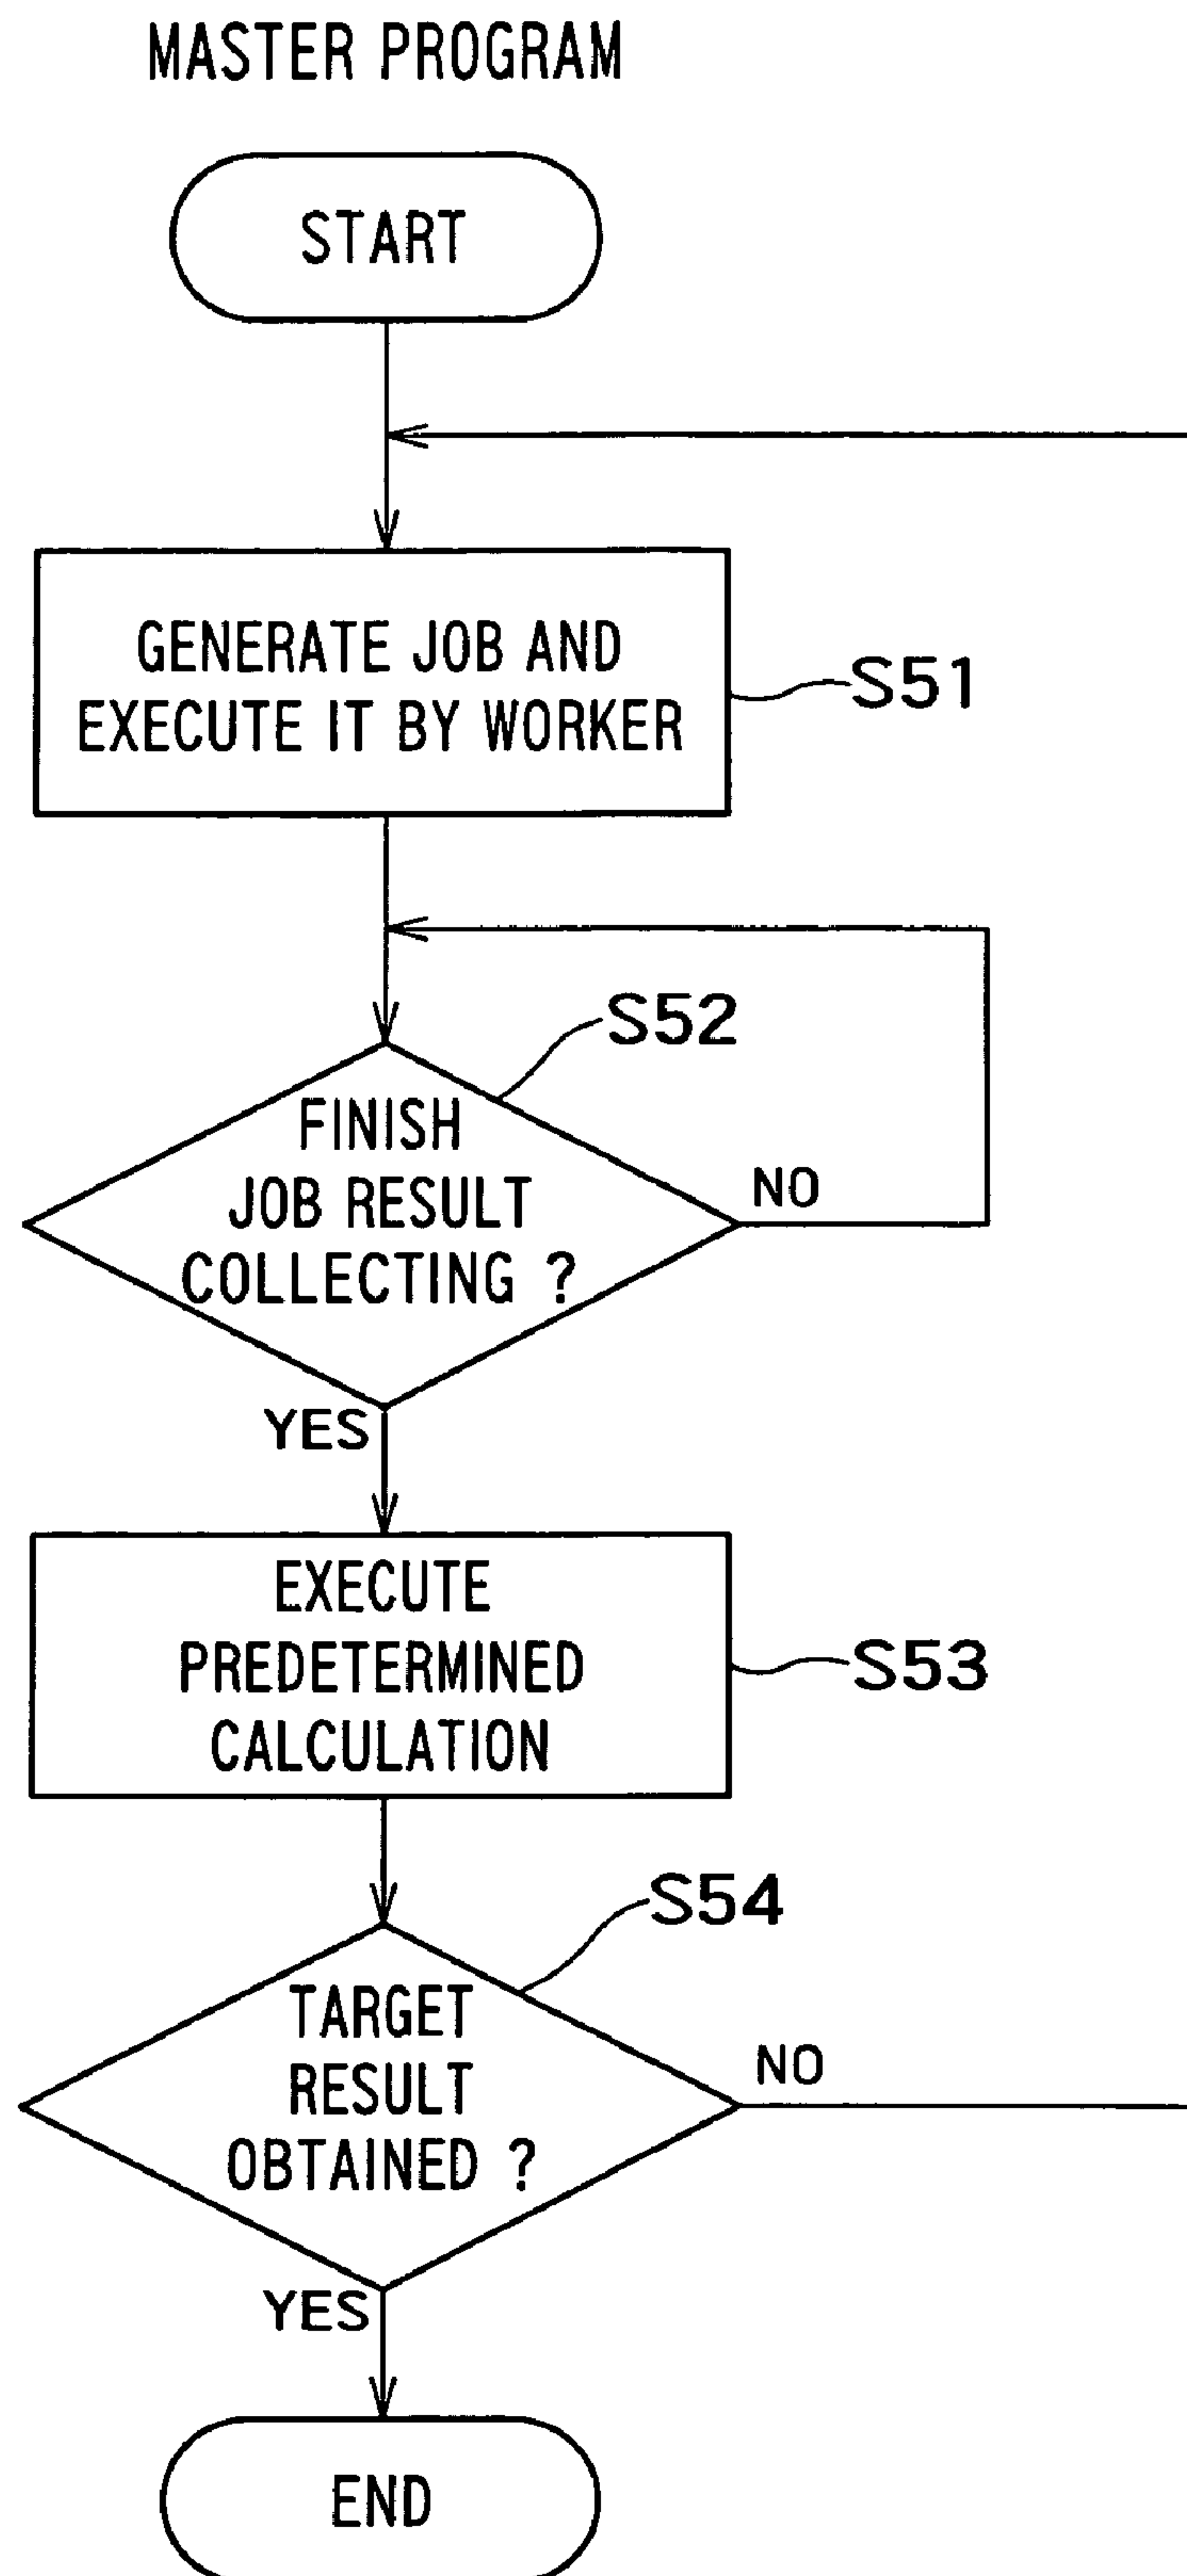 MASTER PROGRAM
START
GENERATE JOB AND
EXECUTE IT BY WORKER
S51
S52
FINISH
JOB RESULT
COLLECTING ?
NO
YES
EXECUTE
PREDETERMINED
CALCULATION
S53
S54
TARGET
RESULT
OBTAINED ?
NO
YES
END